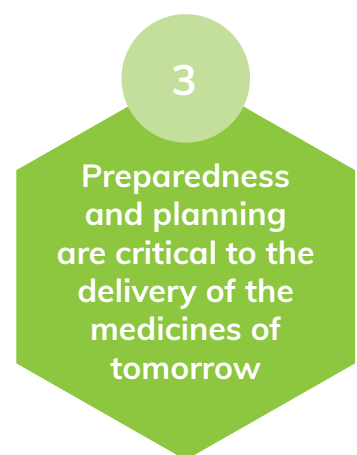 3
Preparedness
and planning
are critical to the
delivery of the
medicines of
tomorrow